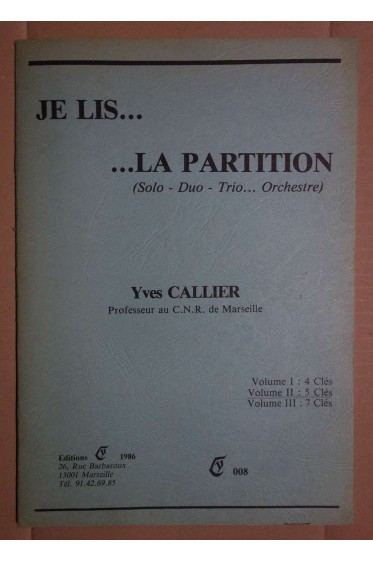 JE LIS...
...LA PARTITION
(Solo - Duo - Trio... Orchestre)
Yves CALLIER
Professeur au C.N.R. de Marseille
Volume I : 4 Clés
Volume II : 5 Clés
Volume III : 7 Clés
Editions 1986
26, Rue Barbaroux
13001 Marseille
Tél. 91.42.69.85
008